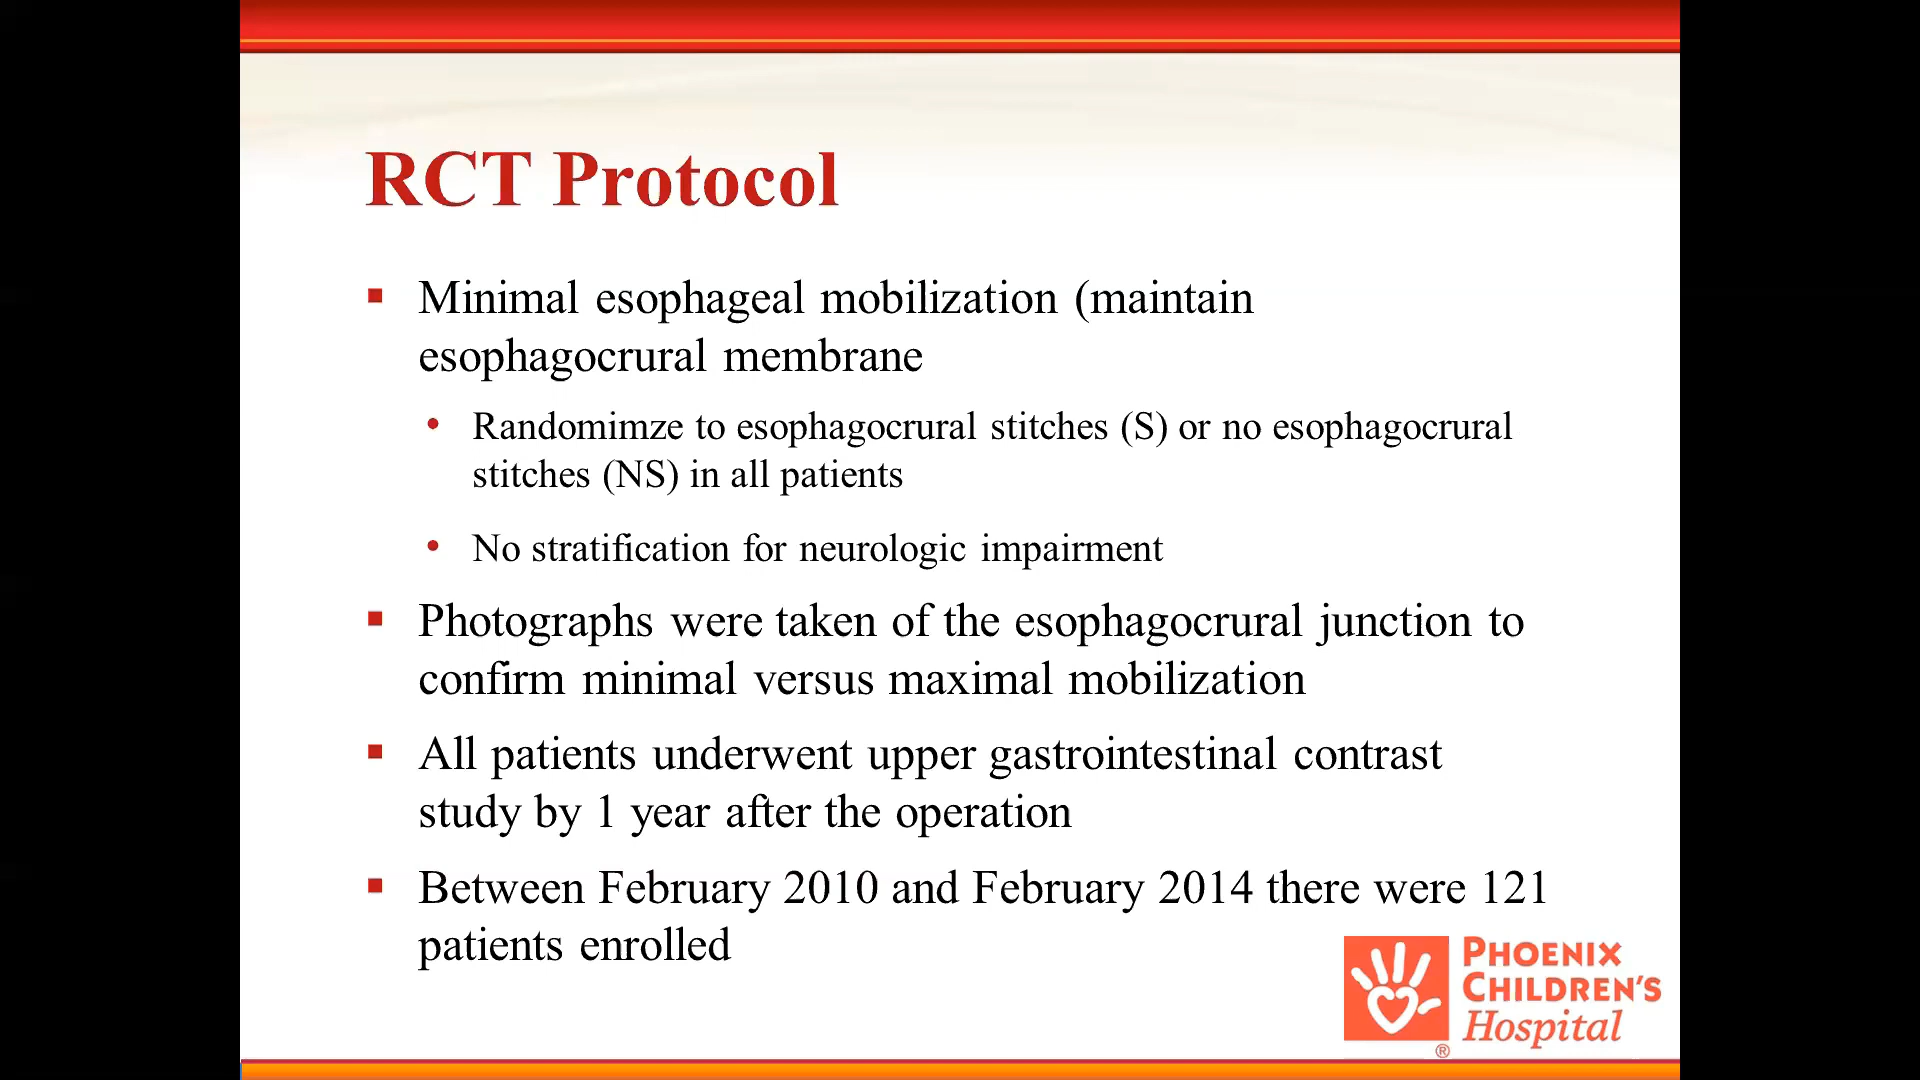 RCT Protocol
▪ Minimal esophageal mobilization (maintain
esophagocrural membrane
• Randomimze to esophagocrural stitches (S) or no esophagocrural
stitches (NS) in all patients
• No stratification for neurologic impairment
▪ Photographs were taken of the esophagocrural junction to
confirm minimal versus maximal mobilization
▪ All patients underwent upper gastrointestinal contrast
study by 1 year after the operation
▪ Between February 2010 and February 2014 there were 121
patients enrolled
PHOENIX
CHILDREN'S
Hospital
®